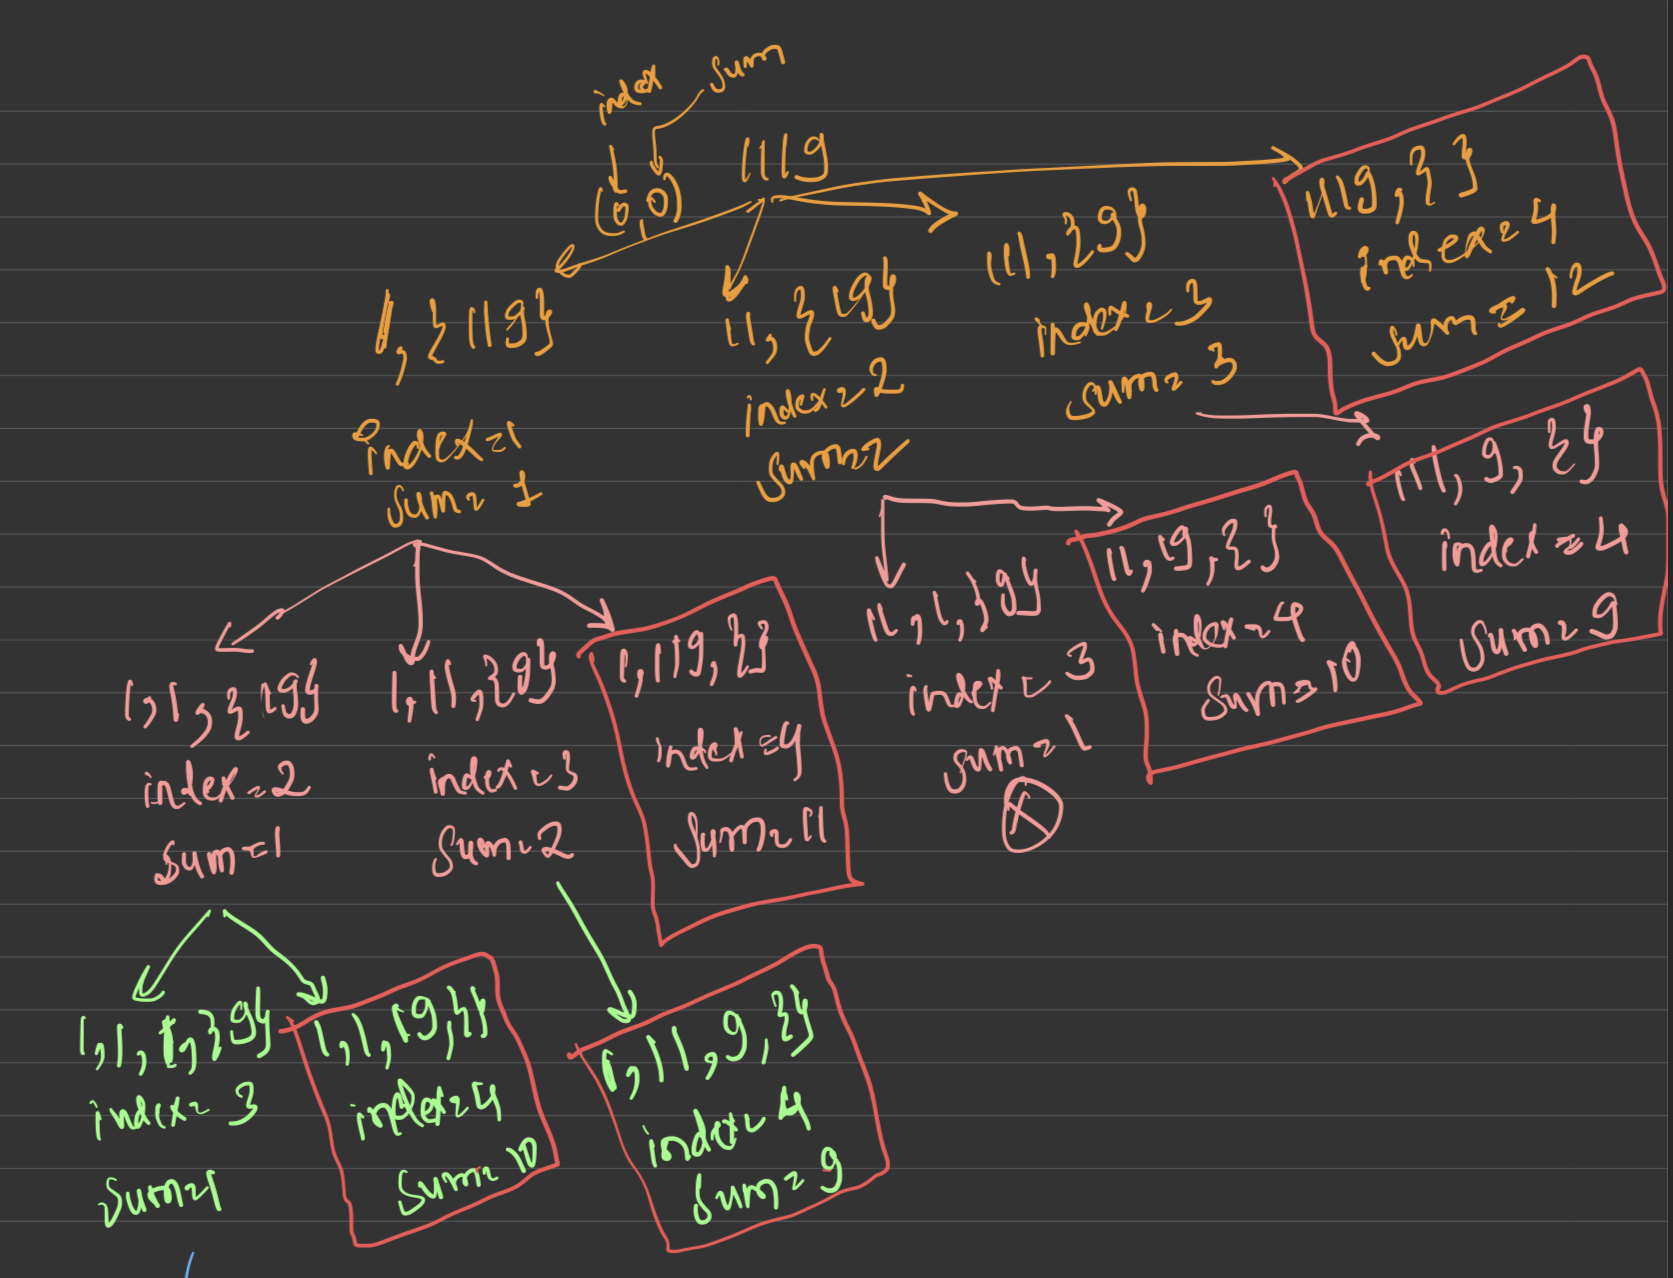 index sum
(0,0) 1119
1, {119}
index=1
sum=1
11, {19}
index=2
sum=2
111, {9}
index=3
sum=3
1119, { }
index=4
sum=12
1, 1, {19}
index=2
sum=1
1, 11, {9}
index=3
sum=2
1, 119, {}
index=4
sum=11
11, 1, }9}
index=3
sum=1
11, 19, { }
index=4
sum=10
111, 9, { }
index=4
sum=9
1, 1, 1, }9}
index=3
sum=1
1, 1, 19, {}
index=4
sum=10
1, 11, 9, {}
index=4
sum=9